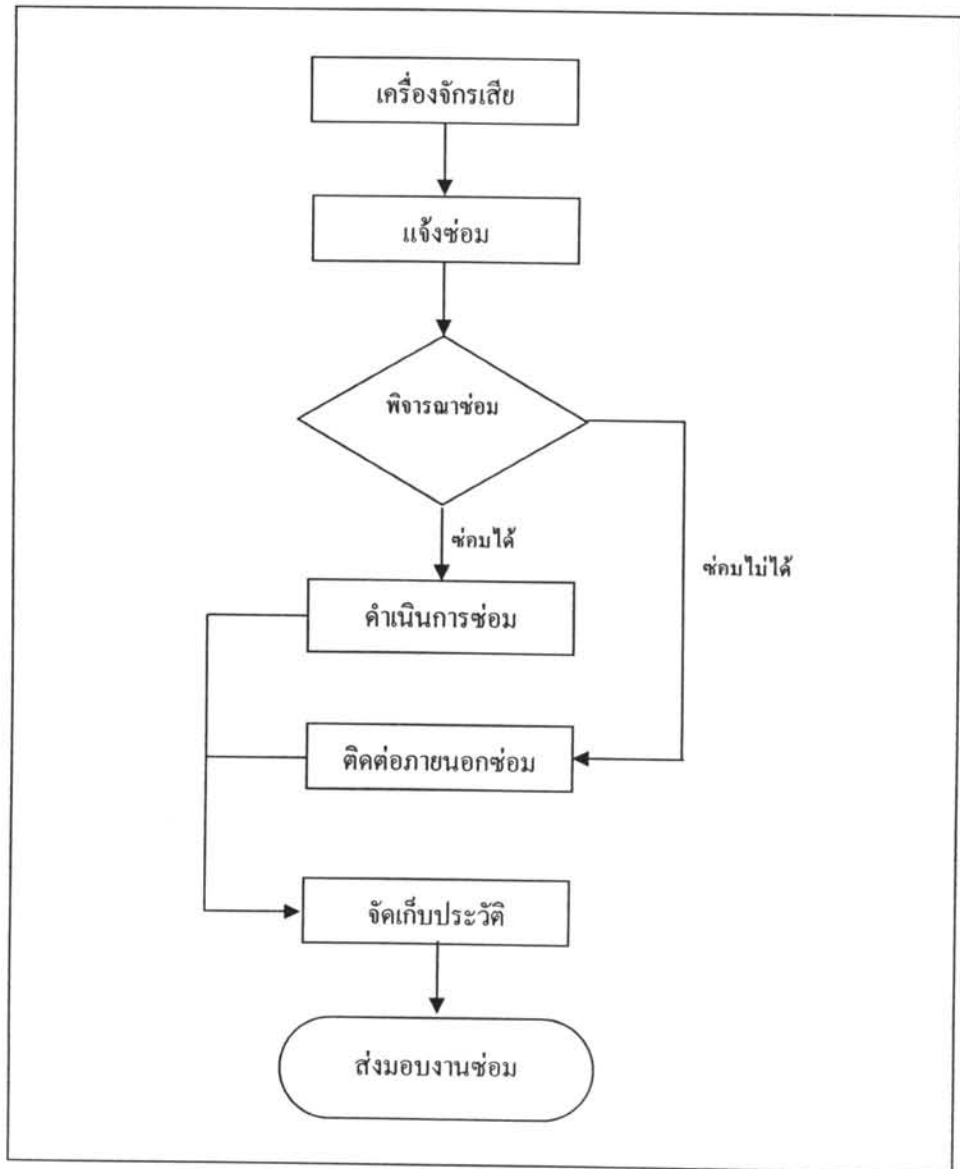 เครื่องจักรเสีย
แจ้งซ่อม
พิจารณาซ่อม
ซ่อมได้
ซ่อมไม่ได้
ดำเนินการซ่อม
ติดต่อภายนอกซ่อม
จัดเก็บประวัติ
ส่งมอบงานซ่อม